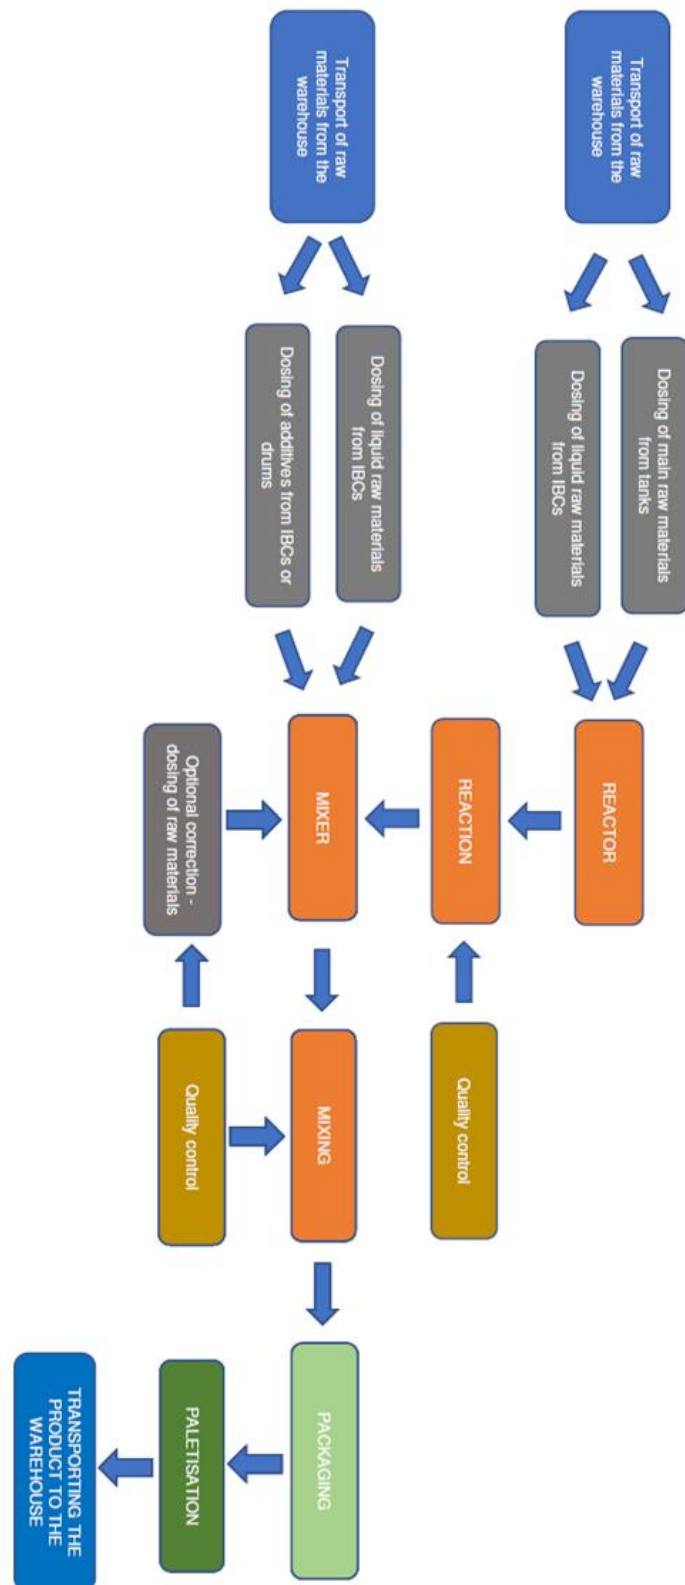 Transport of raw
materials from the
warehouse
Dosing of main raw materials
from tanks
Dosing of liquid raw materials
from IBCs
REACTOR
REACTION
Quality control
Transport of raw
materials from the
warehouse
Dosing of liquid raw materials
from IBCs
Dosing of additives from IBCs or
drums
MIXER
MIXING
PACKAGING
Optional correction -
dosing of raw materials
Quality control
PALETISATION
TRANSPORTING THE
PRODUCT TO THE
WAREHOUSE